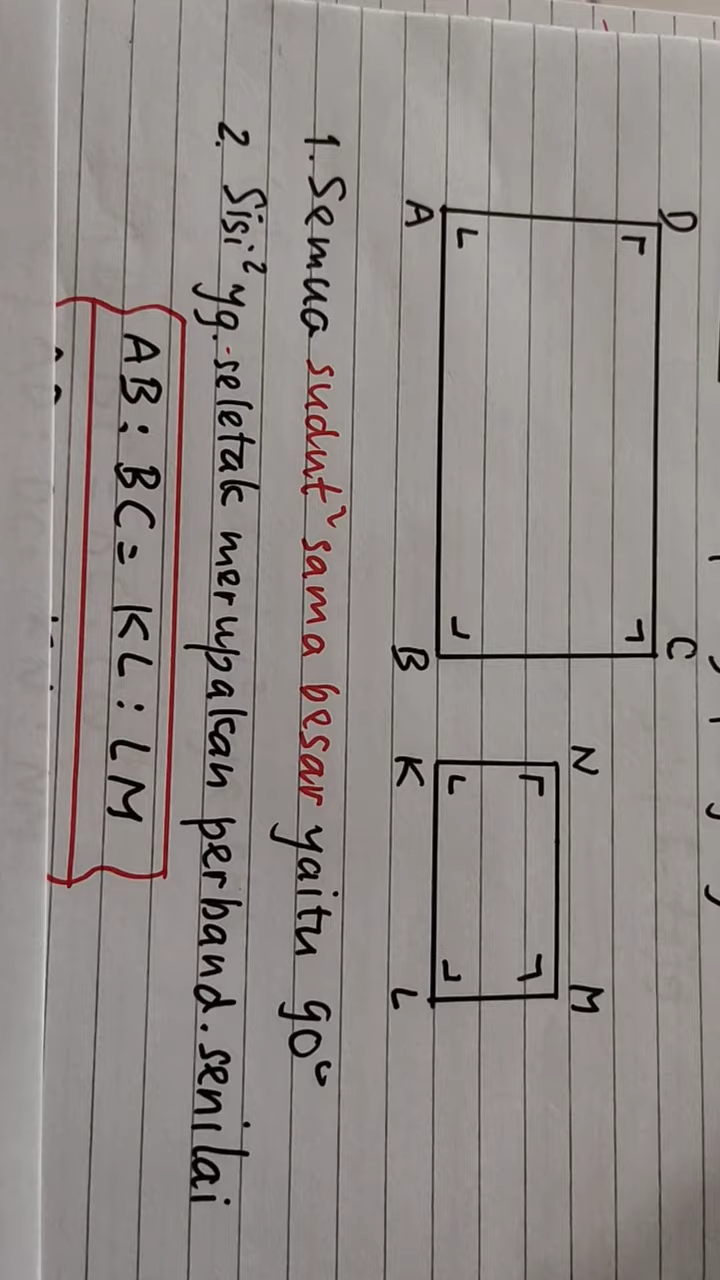 D C
A B
N M
K L
1. Semua sudut² sama besar yaitu 90°
2. Sisi² yg. seletak merupakan perband. senilai
AB : BC = KL : LM